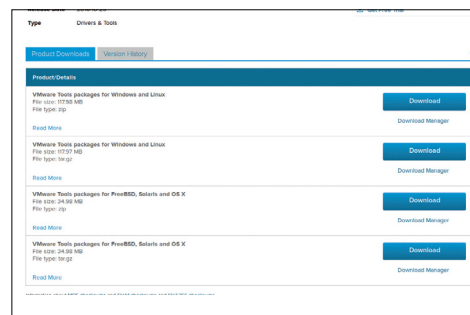 Type Drivers & Tools
Product Downloads Version History
Product/Details
VMware Tools packages for Windows and Linux
File size: 117.98 MB
File type: zip
Download
Download Manager
Read More
VMware Tools packages for Windows and Linux
File size: 117.97 MB
File type: tar.gz
Download
Download Manager
Read More
VMware Tools packages for FreeBSD, Solaris and OS X
File size: 24.98 MB
File type: zip
Download
Download Manager
Read More
VMware Tools packages for FreeBSD, Solaris and OS X
File size: 24.98 MB
File type: tar.gz
Download
Download Manager
Read More